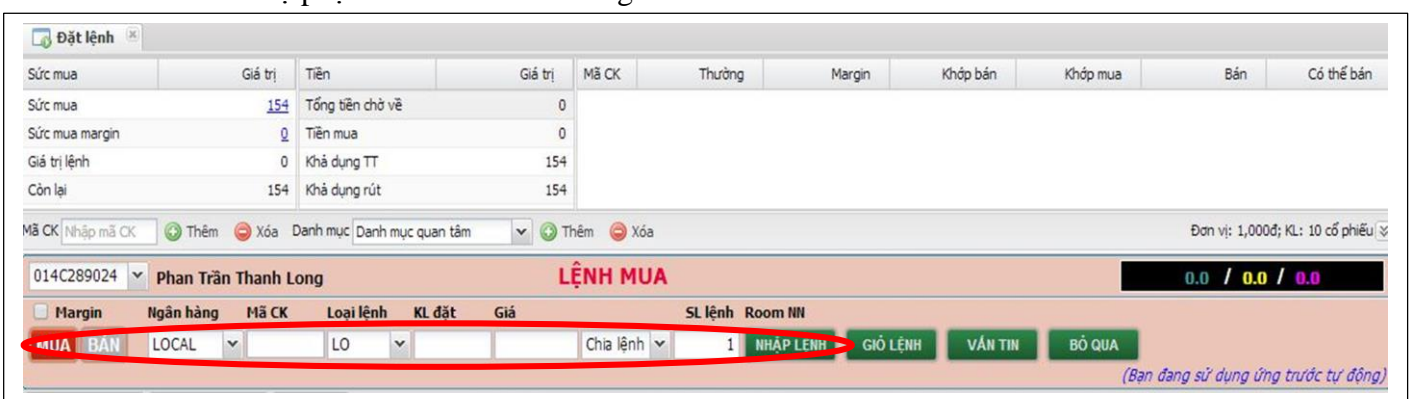 Đặt lệnh
Sức mua Giá trị Tiền Giá trị Mã CK Thường Margin Khớp bán Khớp mua Bán Có thể bán
Sức mua 154 Tổng tiền chờ về 0
Sức mua margin 0 Tiền mua 0
Giá trị lệnh 0 Khả dụng TT 154
Còn lại 154 Khả dụng rút 154
Mã CK Nhập mã CK Thêm Xóa Danh mục Danh mục quan tâm Thêm Xóa Đơn vị: 1,000đ; KL: 10 cổ phiếu
014C289024 Phan Trần Thanh Long LỆNH MUA 0.0 / 0.0 / 0.0
Margin Ngân hàng Mã CK Loại lệnh KL đặt Giá SL lệnh Room NN
MUA BÁN LOCAL LO Chia lệnh 1 NHẬP LỆNH GIỎ LỆNH VẤN TIN BỎ QUA
(Bạn đang sử dụng ứng trước tự động)